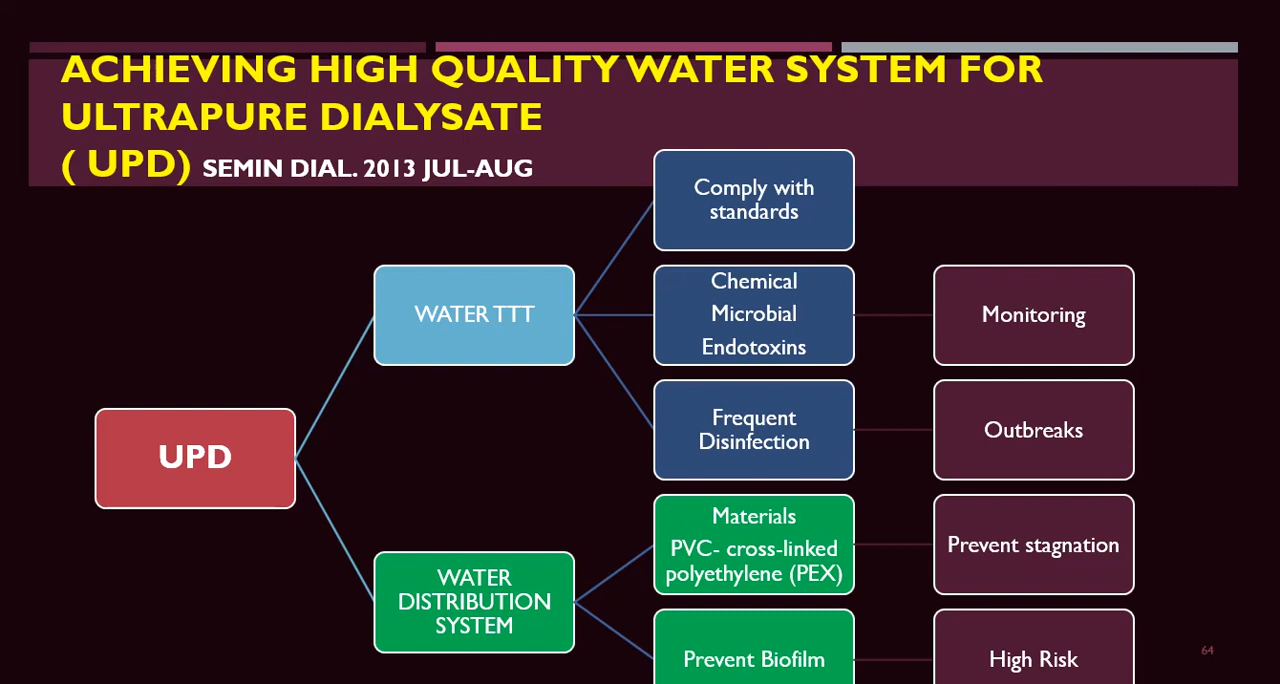 ACHIEVING HIGH QUALITY WATER SYSTEM FOR
ULTRAPURE DIALYSATE
( UPD) SEMIN DIAL. 2013 JUL-AUG
Comply with
standards
WATER TTT
Chemical
Microbial
Endotoxins
Monitoring
Frequent
Disinfection
Outbreaks
UPD
Materials
PVC- cross-linked
polyethylene (PEX)
Prevent stagnation
WATER
DISTRIBUTION
SYSTEM
Prevent Biofilm
High Risk
64